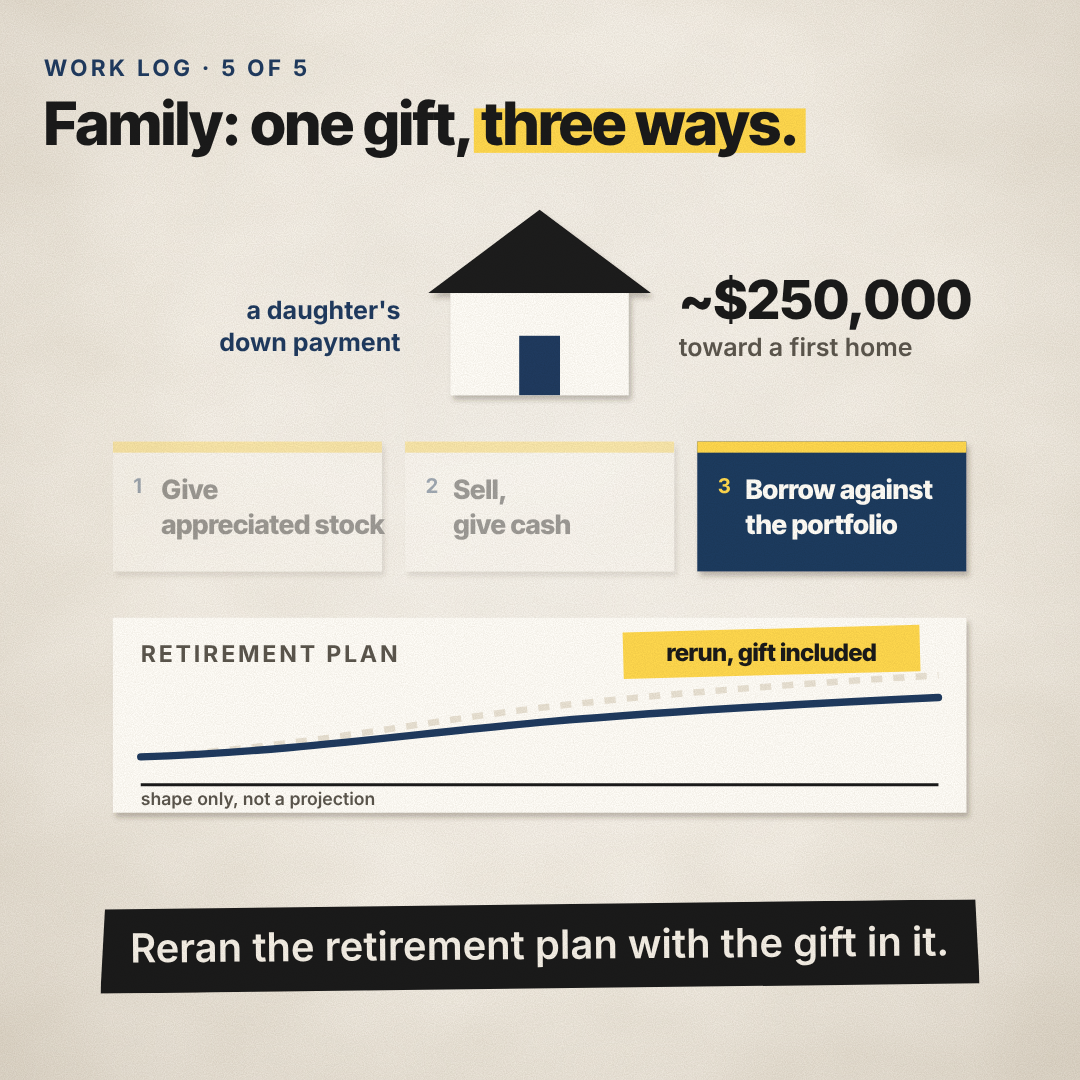 WORK LOG · 5 OF 5
Family: one gift, three ways.
a daughter's
down payment
~$250,000
toward a first home
1 Give
appreciated stock
2 Sell,
give cash
3 Borrow against
the portfolio
RETIREMENT PLAN
rerun, gift included
shape only, not a projection
Reran the retirement plan with the gift in it.